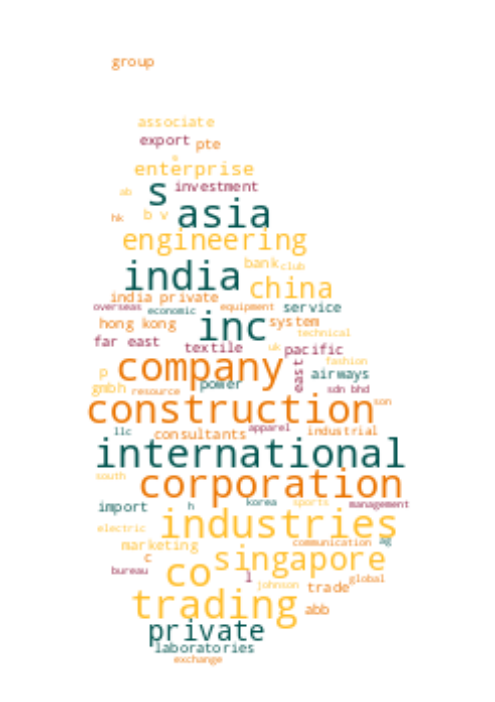 group
associate
export pte
s
enterprise
ab s investment
hk b v asia
engineering
bank club
india china
india private
overseas economic equipment service
hong kong inc system
technical
far east textile uk pacific
fashion
company east airways
p power
gmbh resource sdn bhd
construction son
llc consultants apparel industrial
international
south corporation
import h korea sports management
industries
electric communication ag
marketing
c singapore
bureau co l global
johnson trade
trading abb
private
laboratories
exchange